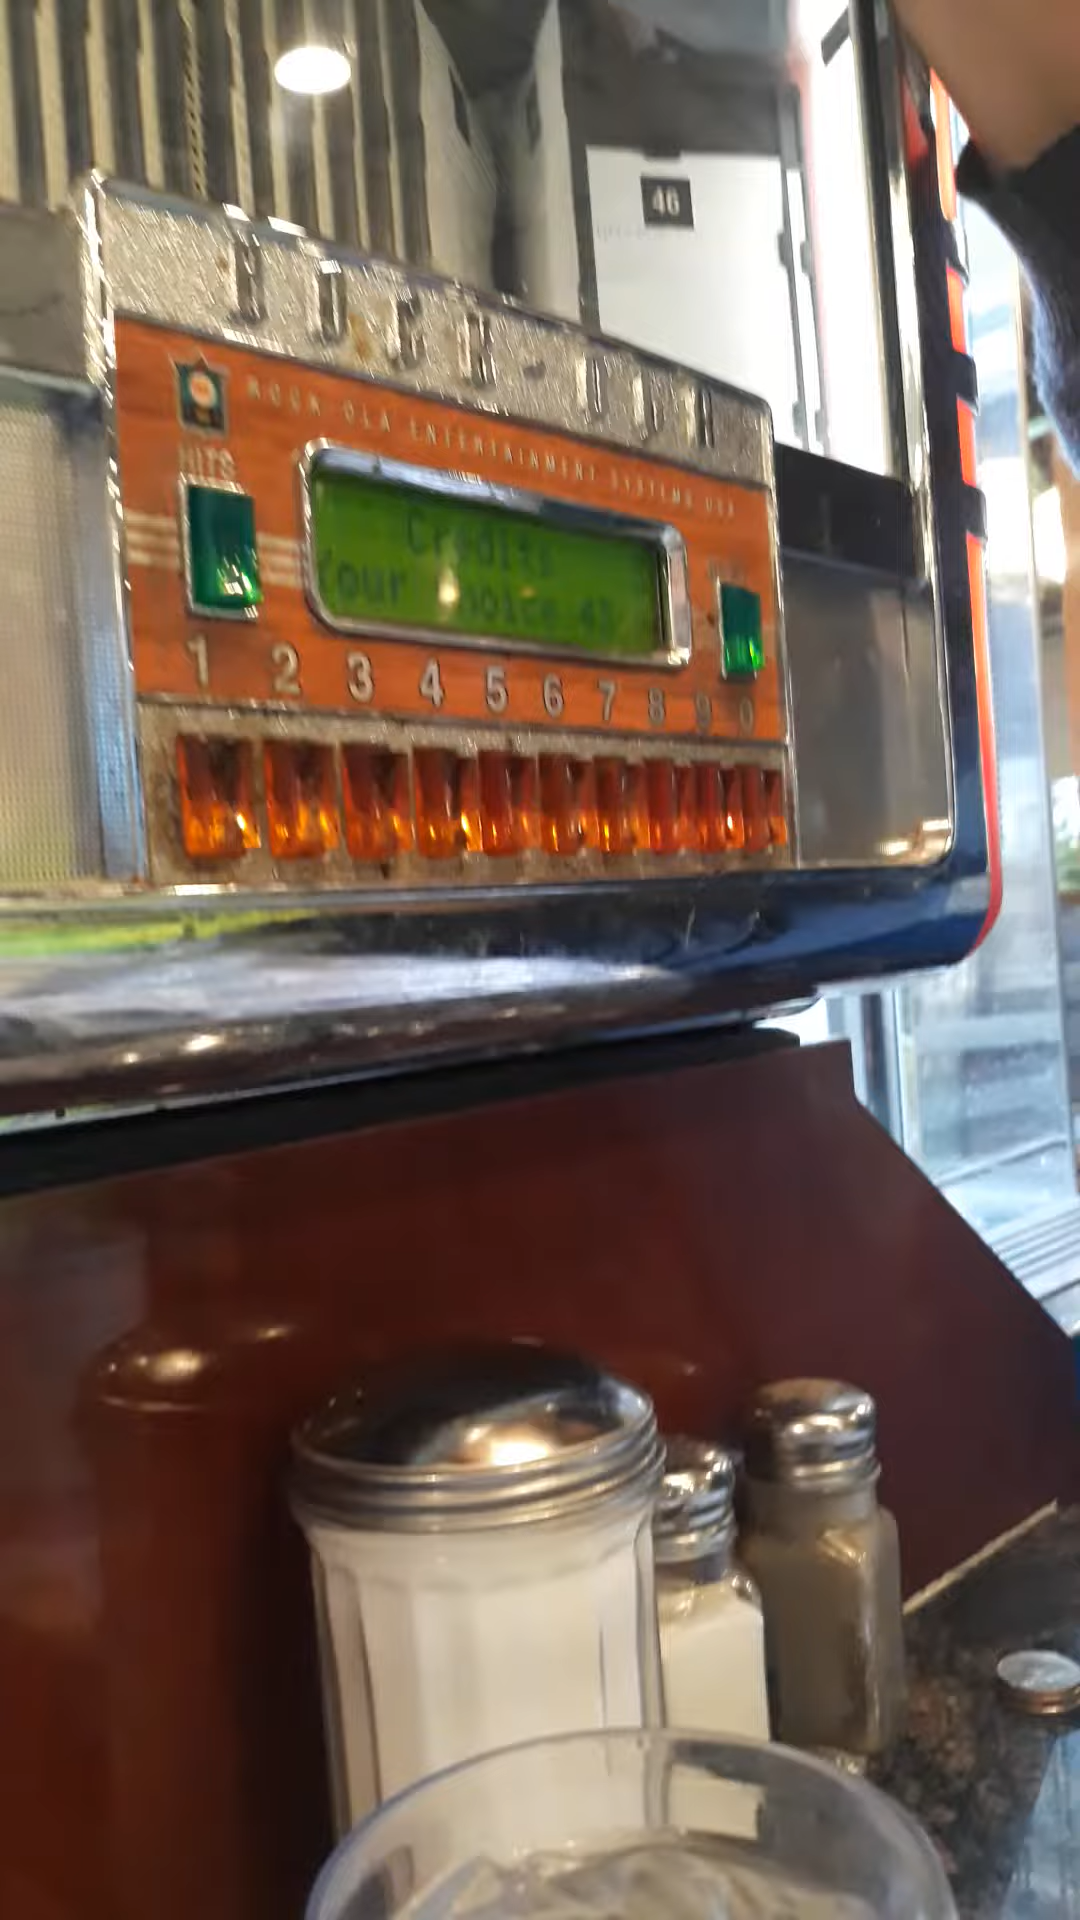 46
ROCK-OLA
ROCK-OLA ENTERTAINMENT SYSTEMS USA
HITS
Credits
Your Choice
1 2 3 4 5 6 7 8 9 0